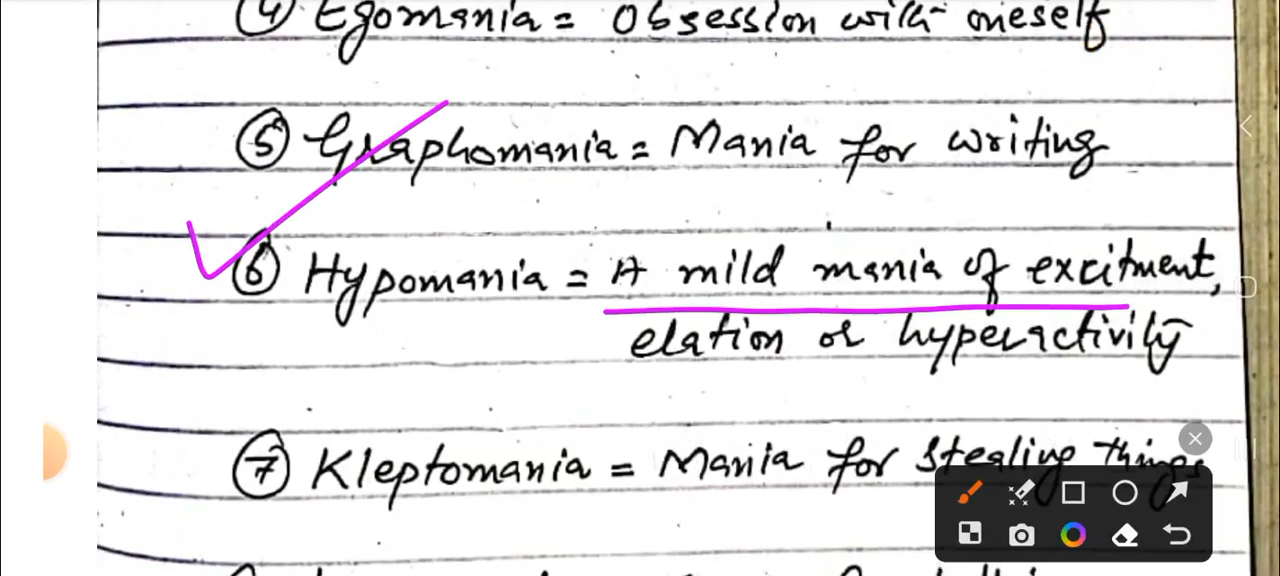 ④ Egomania = Obsession with oneself
⑤ Graphomania = Mania for writing
⑥ Hypomania = A mild mania of excitment,
elation or hyperactivity
⑦ Kleptomania = Mania for stealing things